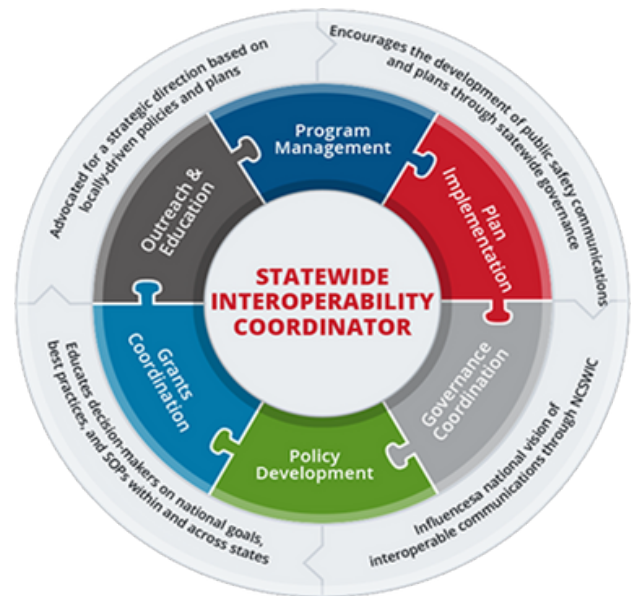 Encourages the development of public safety communications
and plans through statewide governance
Influencesa national vision of
interoperable communications through NCSWIC
Educates decision-makers on national goals,
best practices, and SOPs within and across states
Advocated for a strategic direction based on
locally-driven policies and plans
Program
Management
Plan
Implementation
Governance
Coordination
Policy
Development
Grants
Coordination
Outreach &
Education
STATEWIDE
INTEROPERABILITY
COORDINATOR